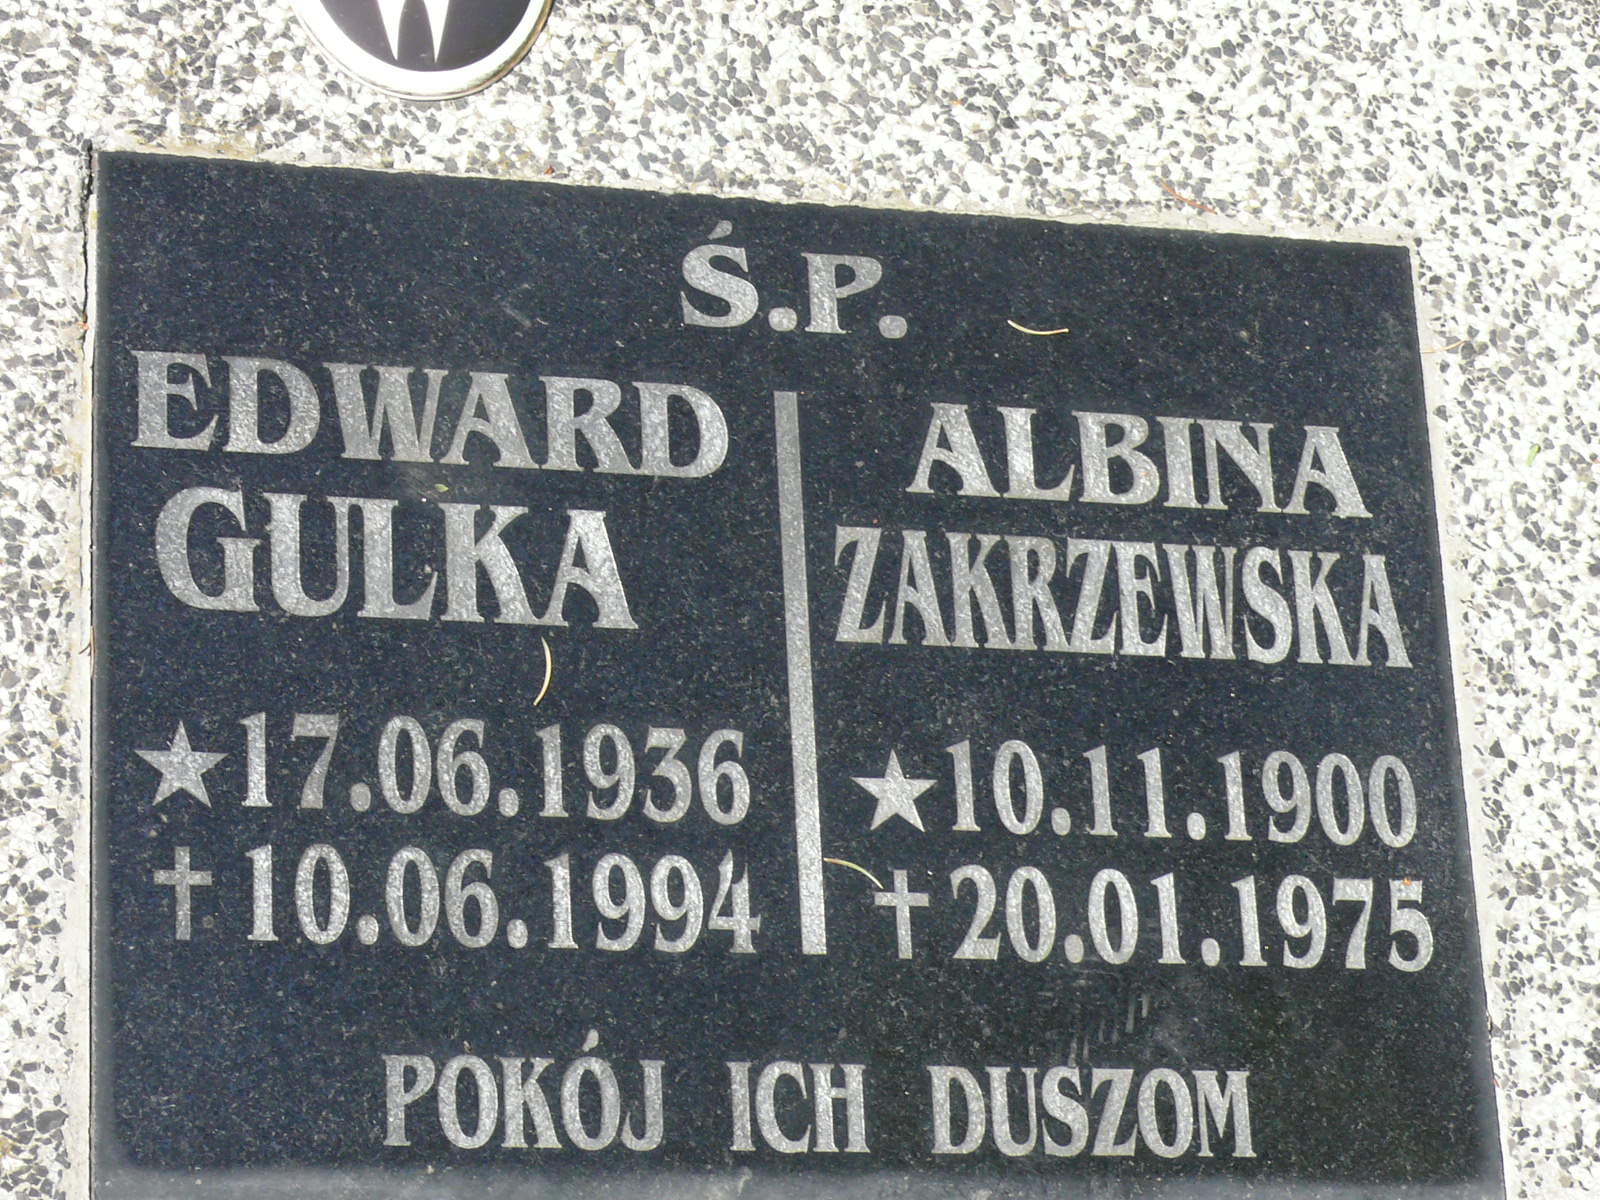 Ś.P.
EDWARD
GULKA
★17.06.1936
†10.06.1994
ALBINA
ZAKRZEWSKA
★10.11.1900
†20.01.1975
POKÓJ ICH DUSZOM